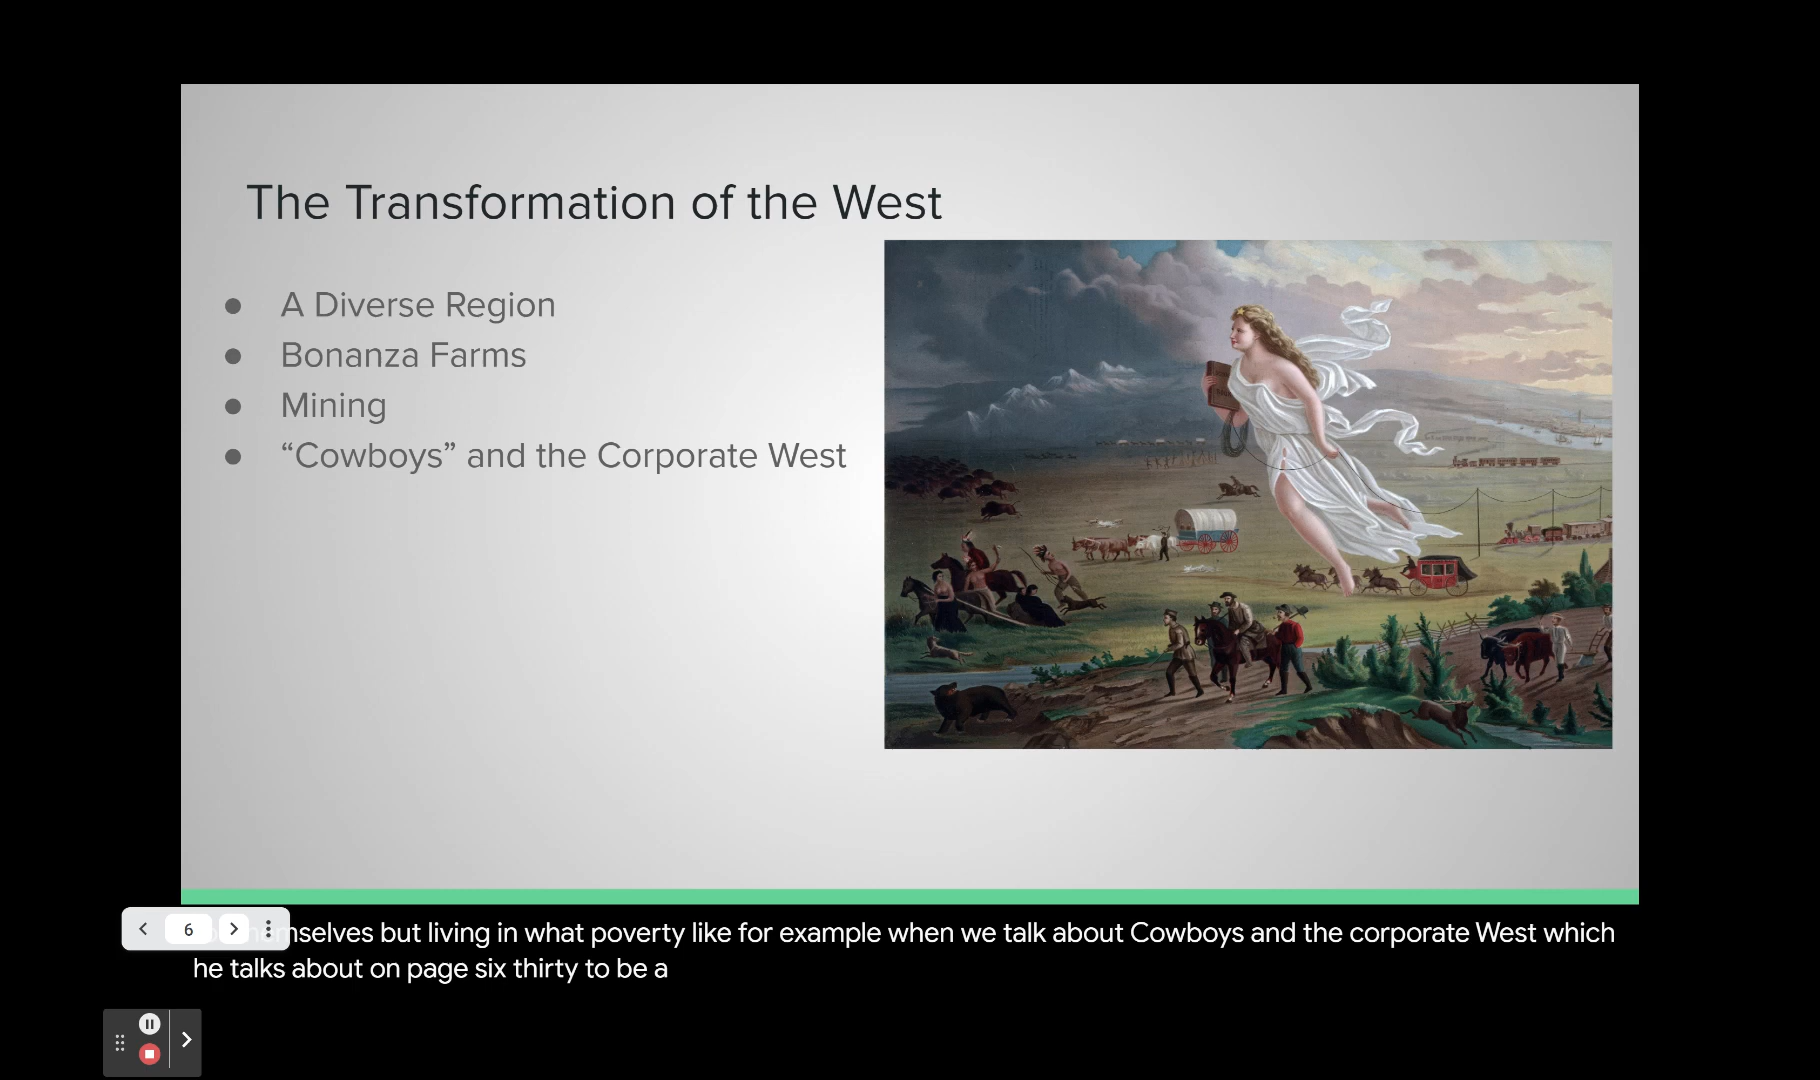 The Transformation of the West
● A Diverse Region
● Bonanza Farms
● Mining
● “Cowboys” and the Corporate West
6
mselves but living in what poverty like for example when we talk about Cowboys and the corporate West which
he talks about on page six thirty to be a